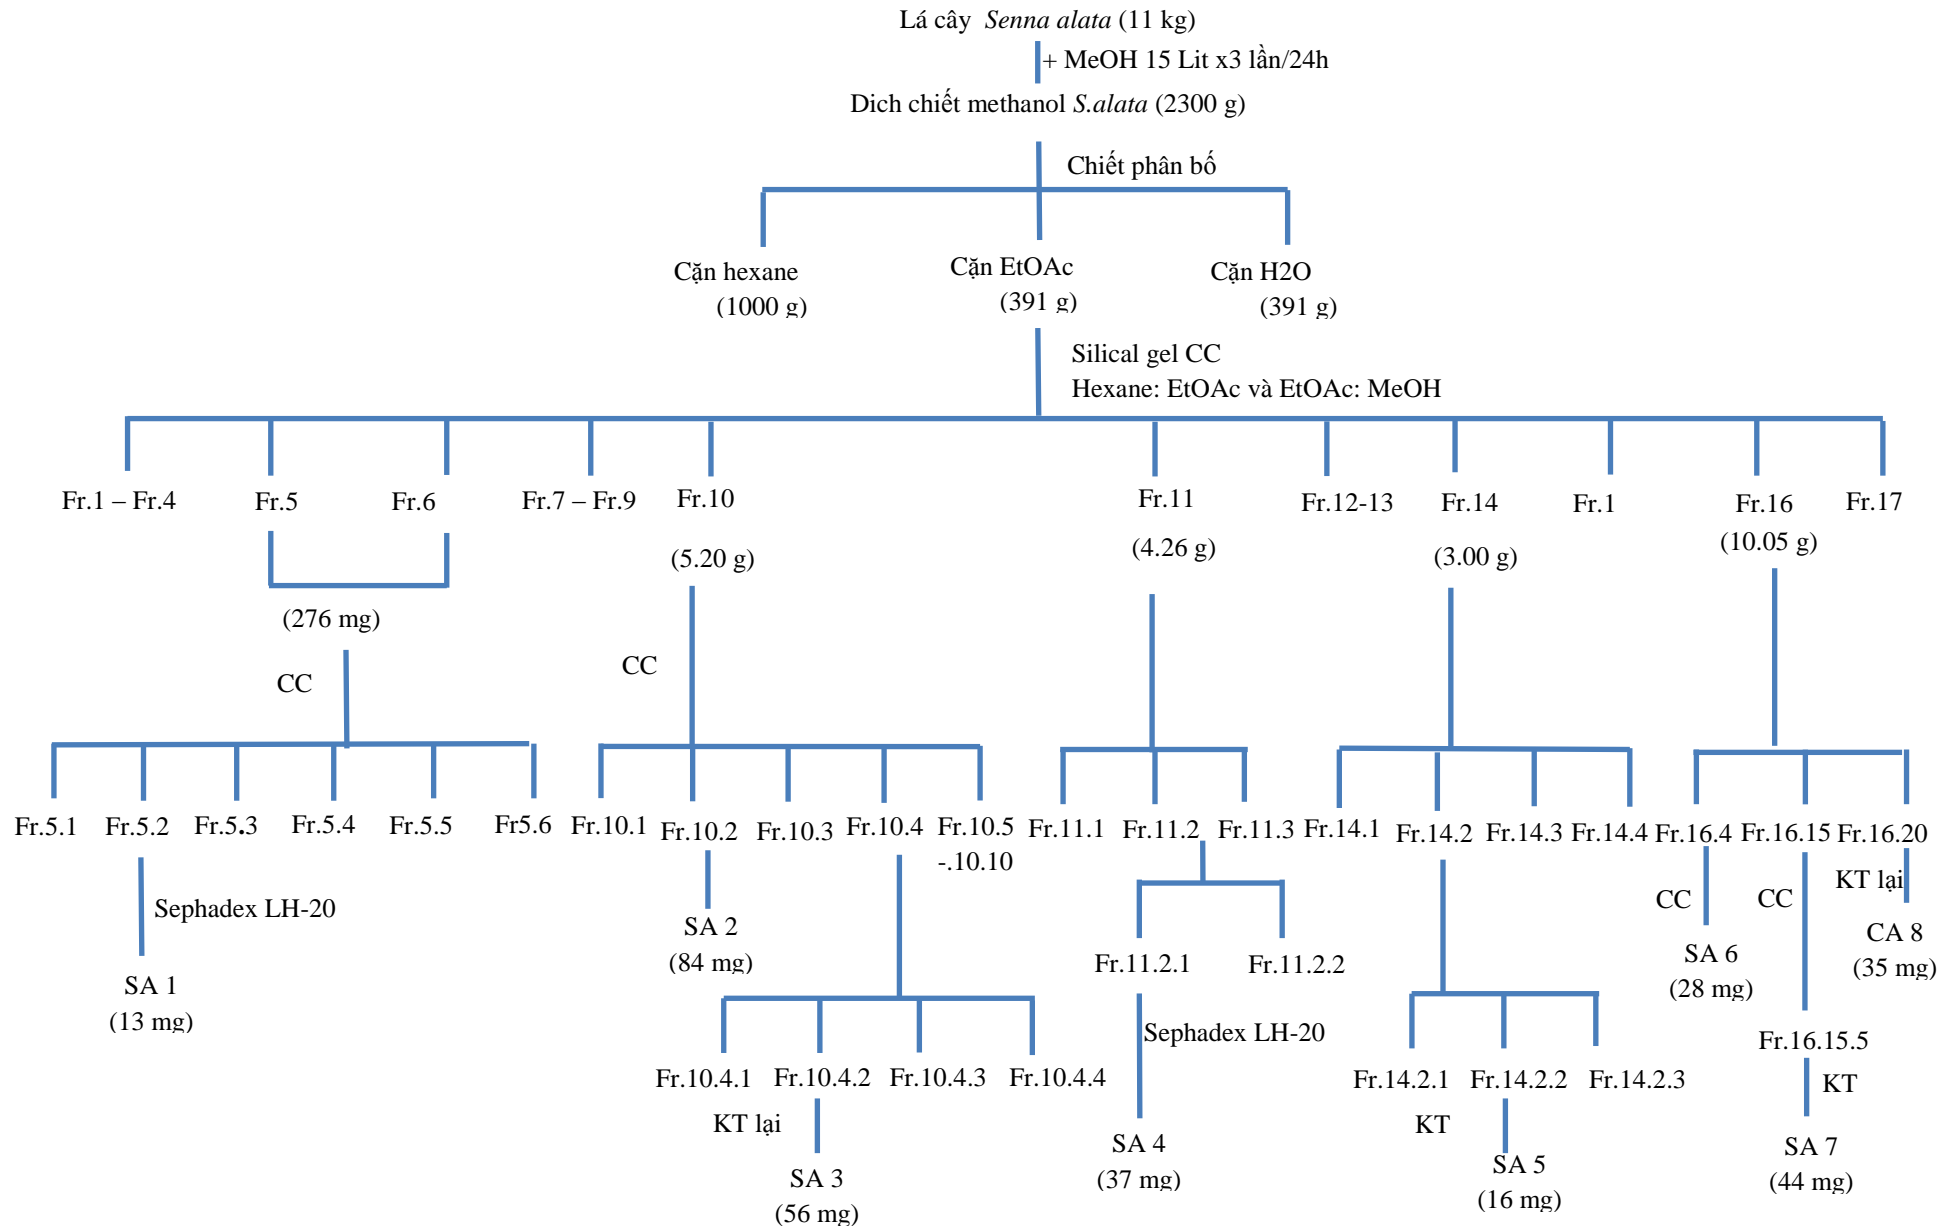 Lá cây Senna alata (11 kg)
+ MeOH 15 Lit x3 lần/24h
Dich chiết methanol S.alata (2300 g)
Chiết phân bố
Cặn hexane
(1000 g)
Cặn EtOAc
(391 g)
Cặn H2O
(391 g)
Silical gel CC
Hexane: EtOAc và EtOAc: MeOH
Fr.1 – Fr.4
Fr.5
Fr.6
Fr.7 – Fr.9
Fr.10
Fr.11
Fr.12-13
Fr.14
Fr.1
Fr.16
Fr.17
(276 mg)
(5.20 g)
(4.26 g)
(3.00 g)
(10.05 g)
CC
CC
Fr.5.1
Fr.5.2
Fr.5.3
Fr.5.4
Fr.5.5
Fr5.6
Fr.10.1
Fr.10.2
Fr.10.3
Fr.10.4
Fr.10.5
-.10.10
Fr.11.1
Fr.11.2
Fr.11.3
Fr.14.1
Fr.14.2
Fr.14.3
Fr.14.4
Fr.16.4
Fr.16.15
Fr.16.20
Sephadex LH-20
SA 1
(13 mg)
SA 2
(84 mg)
Fr.10.4.1
Fr.10.4.2
Fr.10.4.3
Fr.10.4.4
KT lại
SA 3
(56 mg)
Fr.11.2.1
Fr.11.2.2
Sephadex LH-20
SA 4
(37 mg)
Fr.14.2.1
Fr.14.2.2
Fr.14.2.3
KT
SA 5
(16 mg)
CC
SA 6
(28 mg)
CC
Fr.16.15.5
KT
SA 7
(44 mg)
KT lại
CA 8
(35 mg)